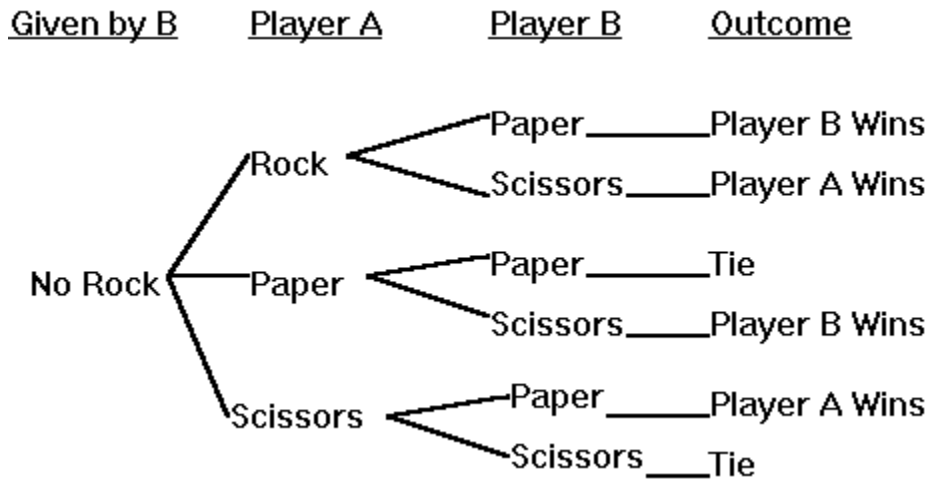 Given by B Player A Player B Outcome
Paper Player B Wins
Rock
Scissors Player A Wins
Paper Tie
No Rock Paper
Scissors Player B Wins
Paper Player A Wins
Scissors
Scissors Tie